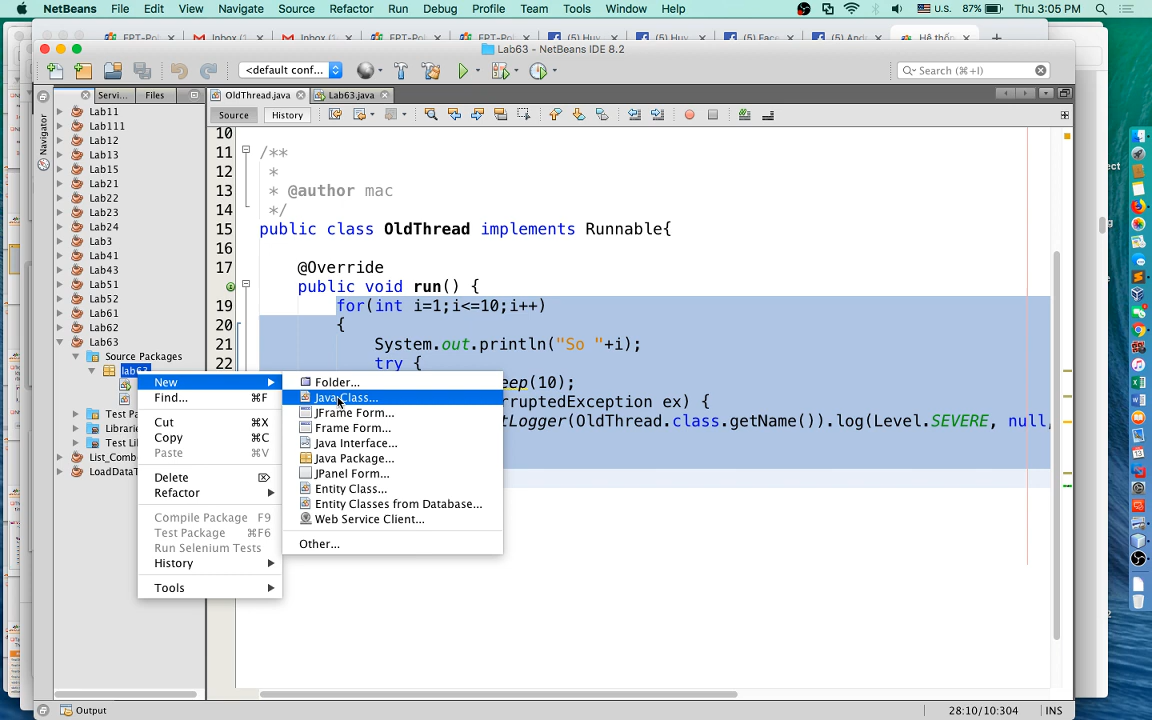 NetBeans File Edit View Navigate Source Refactor Run Debug Profile Team Tools Window Help U.S. 87% Thu 3:05 PM
Lab63 - NetBeans IDE 8.2
<default conf... Search (⌘+I)
Servi... Files OldThread.java Lab63.java
Source History
Navigator
Lab11
Lab111
Lab12
Lab13
Lab15
Lab21
Lab22
Lab23
Lab24
Lab3
Lab41
Lab43
Lab51
Lab52
Lab61
Lab62
Lab63
Source Packages
lab63
Test Pa
Librarie
Test Li
List_Comb
LoadDataT
10
11 /**
12 *
13 * @author mac
14 */
15 public class OldThread implements Runnable{
16
17 @Override
public void run() {
19 for(int i=1;i<=10;i++)
20 {
21 System.out.println("So "+i);
22 try {
eep(10);
rruptedException ex) {
tLogger(OldThread.class.getName()).log(Level.SEVERE, null,
New
Find... ⌘F
Cut ⌘X
Copy ⌘C
Paste ⌘V
Delete ⌦
Refactor
Compile Package F9
Test Package ⌘F6
Run Selenium Tests
History
Tools
Folder...
Java Class...
JFrame Form...
Frame Form...
Java Interface...
Java Package...
JPanel Form...
Entity Class...
Entity Classes from Database...
Web Service Client...
Other...
Output 28:10/10:304 INS